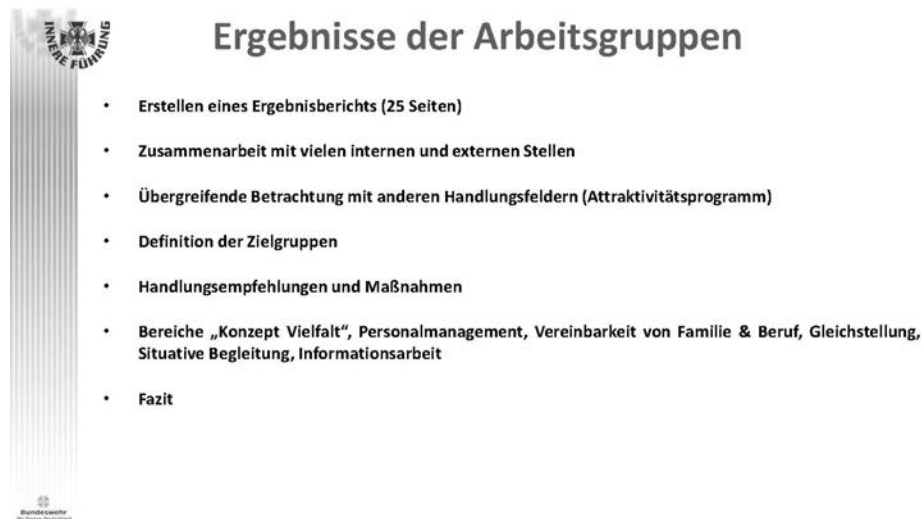 INNERE FÜHRUNG
Ergebnisse der Arbeitsgruppen
• Erstellen eines Ergebnisberichts (25 Seiten)
• Zusammenarbeit mit vielen internen und externen Stellen
• Übergreifende Betrachtung mit anderen Handlungsfeldern (Attraktivitätsprogramm)
• Definition der Zielgruppen
• Handlungsempfehlungen und Maßnahmen
• Bereiche „Konzept Vielfalt“, Personalmanagement, Vereinbarkeit von Familie & Beruf, Gleichstellung,
Situative Begleitung, Informationsarbeit
• Fazit
Bundeswehr